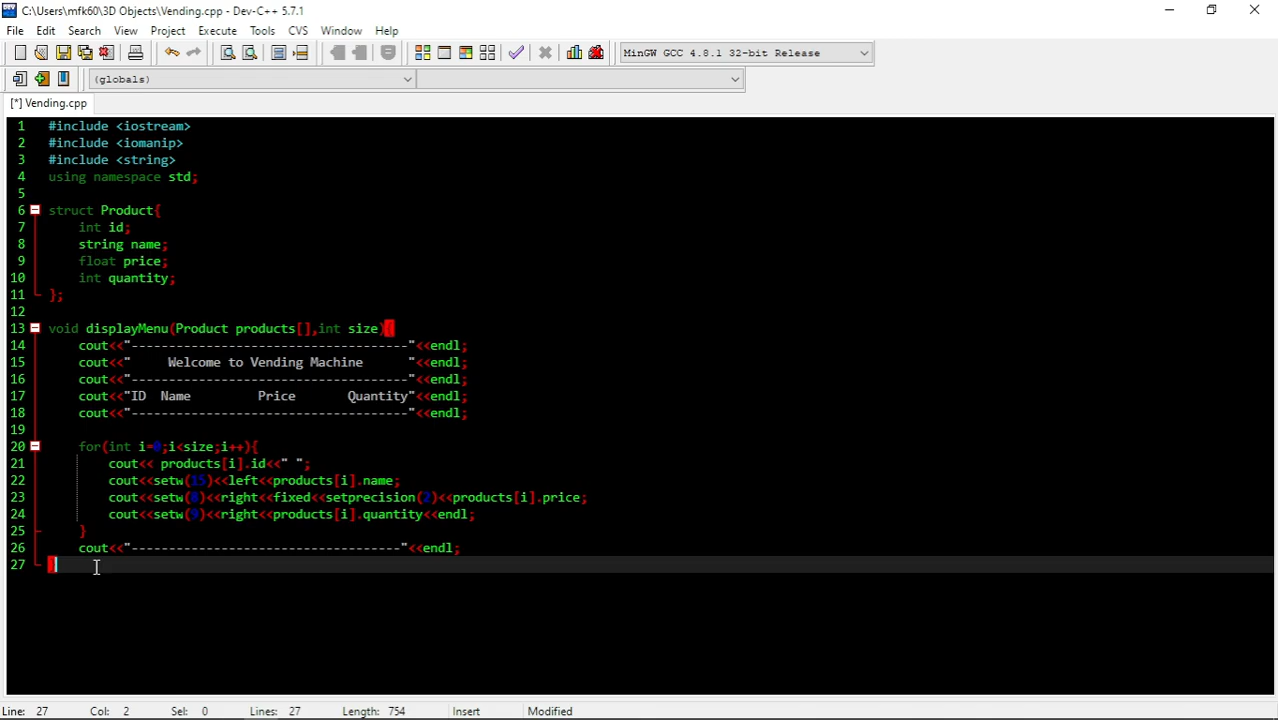 C:\Users\mfk60\3D Objects\Vending.cpp - Dev-C++ 5.7.1
File Edit Search View Project Execute Tools CVS Window Help
MinGW GCC 4.8.1 32-bit Release
(globals)
[*] Vending.cpp
1 #include <iostream>
2 #include <iomanip>
3 #include <string>
4 using namespace std;
5
6 struct Product{
7 int id;
8 string name;
9 float price;
10 int quantity;
11 };
12
13 void displayMenu(Product products[],int size){
14 cout<<"-------------------------------------"<<endl;
15 cout<<"     Welcome to Vending Machine      "<<endl;
16 cout<<"-------------------------------------"<<endl;
17 cout<<"ID  Name         Price       Quantity"<<endl;
18 cout<<"-------------------------------------"<<endl;
19
20 for(int i=0;i<size;i++){
21 cout<< products[i].id<<" ";
22 cout<<setw(15)<<left<<products[i].name;
23 cout<<setw(8)<<right<<fixed<<setprecision(2)<<products[i].price;
24 cout<<setw(9)<<right<<products[i].quantity<<endl;
25 }
26 cout<<"------------------------------------"<<endl;
27 }
Line: 27 Col: 2 Sel: 0 Lines: 27 Length: 754 Insert Modified